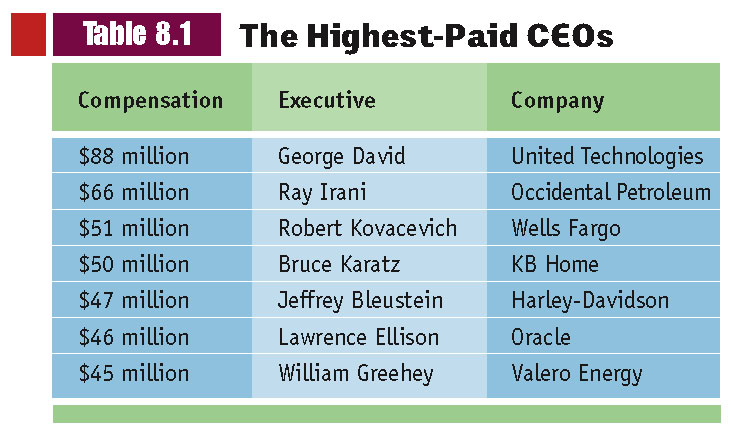 Table 8.1 The Highest-Paid CEOs
Compensation Executive Company
$88 million George David United Technologies
$66 million Ray Irani Occidental Petroleum
$51 million Robert Kovacevich Wells Fargo
$50 million Bruce Karatz KB Home
$47 million Jeffrey Bleustein Harley-Davidson
$46 million Lawrence Ellison Oracle
$45 million William Greehey Valero Energy